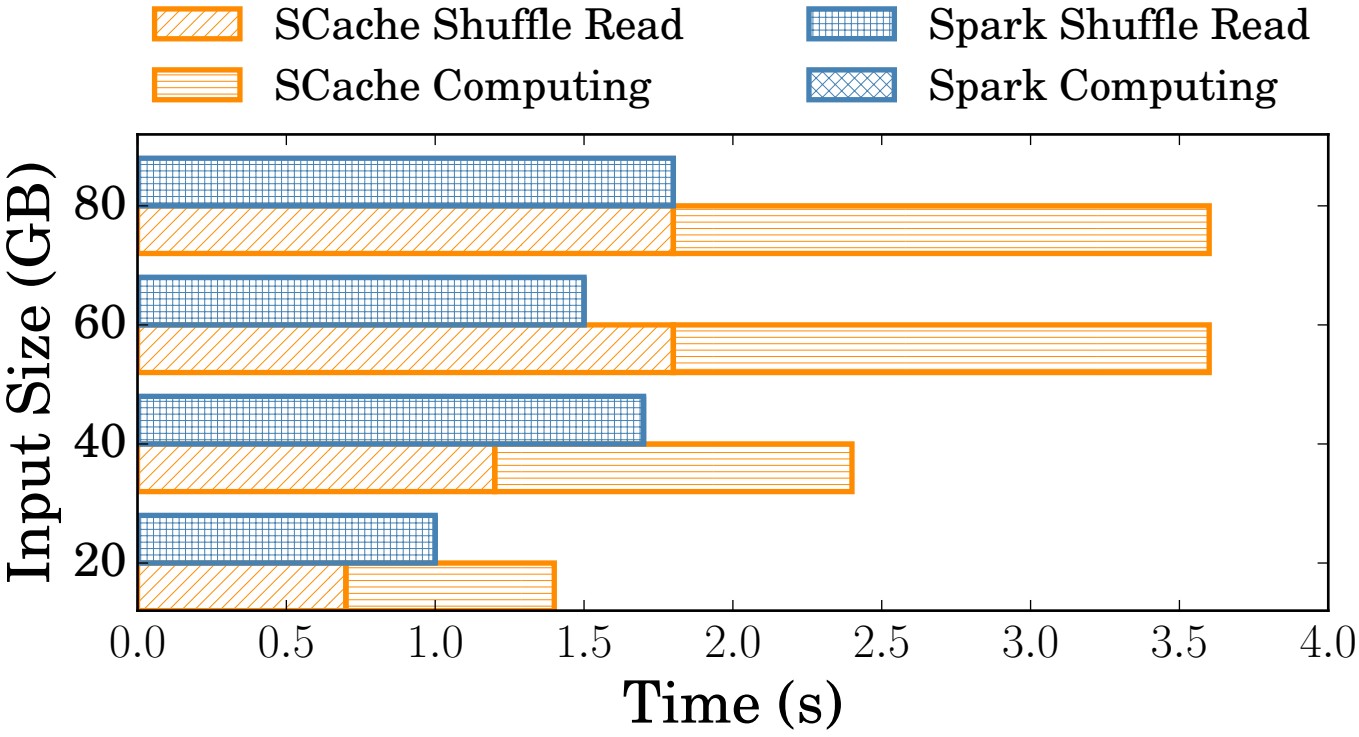 SCache Shuffle Read
Spark Shuffle Read
SCache Computing
Spark Computing
Input Size (GB)
80
60
40
20
0.0 0.5 1.0 1.5 2.0 2.5 3.0 3.5 4.0
Time (s)